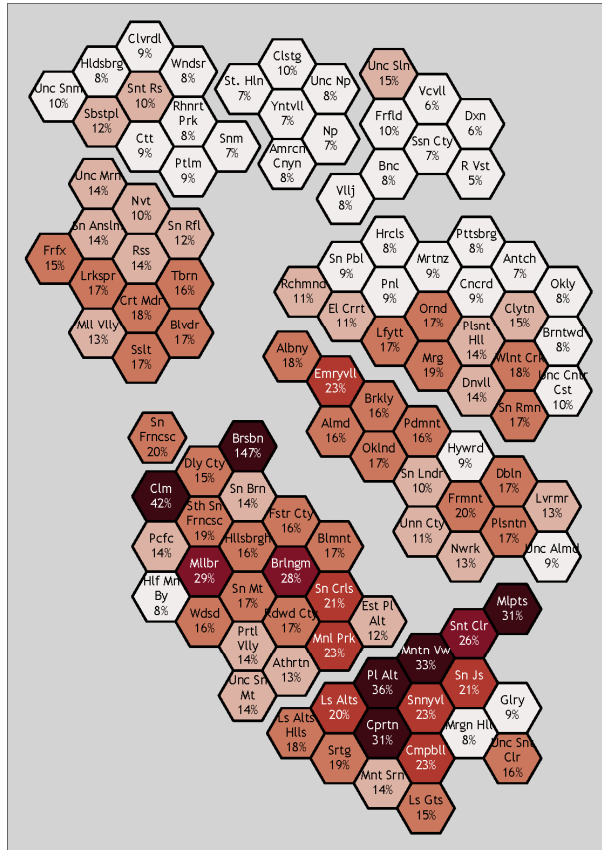 Clvrdl
9%
Hldsbrg
8%
Wndsr
8%
Unc Snm
10%
Snt Rs
10%
Sbstpl
12%
Rhnrt
Prk
8%
Ctt
9%
Snm
7%
Ptlm
9%
Clstg
10%
St. Hln
7%
Unc Np
8%
Yntvll
7%
Np
7%
Amrcn
Cnyn
8%
Unc Sln
15%
Vcvll
6%
Frfld
10%
Dxn
6%
Ssn Cty
7%
Bnc
8%
R Vst
5%
Vllj
8%
Unc Mrn
14%
Nvt
10%
Sn Anslm
14%
Sn Rfl
12%
Frfx
15%
Rss
14%
Lrkspr
17%
Tbrn
16%
Crt Mdr
18%
Mll Vlly
13%
Blvdr
17%
Sslt
17%
Hrcls
8%
Pttsbrg
8%
Sn Pbl
9%
Mrtnz
9%
Antch
7%
Rchmnd
11%
Pnl
9%
Cncrd
9%
Okly
8%
El Crrt
11%
Ornd
17%
Clytn
15%
Lfytt
17%
Plsnt
Hll
14%
Brntwd
8%
Mrg
19%
Wlnt Crk
18%
Dnvll
14%
Unc Cntr
Cst
10%
Sn Rmn
17%
Albny
18%
Emryvll
23%
Brkly
16%
Almd
16%
Pdmnt
16%
Oklnd
17%
Hywrd
9%
Sn Lndr
10%
Dbln
17%
Frmnt
20%
Lvrmr
13%
Unn Cty
11%
Plsntn
17%
Nwrk
13%
Unc Almd
9%
Sn
Frncsc
20%
Brsbn
147%
Dly Cty
15%
Clm
42%
Sn Brn
14%
Sth Sn
Frncsc
19%
Fstr Cty
16%
Pcfc
14%
Hllsbrgh
16%
Blmnt
17%
Mllbr
29%
Brlngm
28%
Hlf Mn
By
8%
Sn Mt
17%
Sn Crls
21%
Wdsd
16%
Rdwd Cty
17%
Est Pl
Alt
12%
Prtl
Vlly
14%
Mnl Prk
23%
Athrtn
13%
Unc Sn
Mt
14%
Mlpts
31%
Snt Clr
26%
Mntn Vw
33%
Pl Alt
36%
Sn Js
21%
Ls Alts
20%
Snnyvl
23%
Glry
9%
Ls Alts
Hlls
18%
Cprtn
31%
Mrgn Hll
8%
Srtg
19%
Cmpbll
23%
Unc Snt
Clr
16%
Mnt Srn
14%
Ls Gts
15%